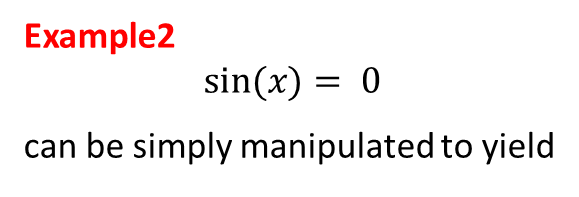 Example2
sin(x) = 0
can be simply manipulated to yield